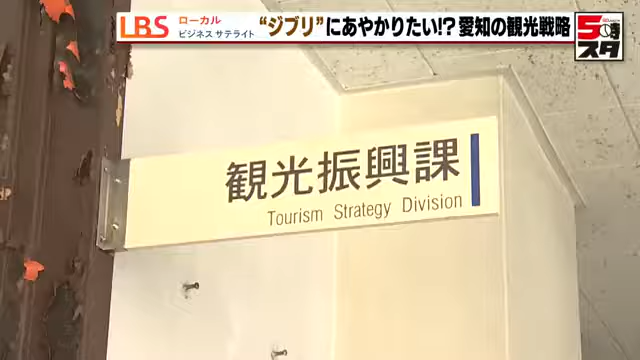 LBS ローカル
ビジネス サテライト
“ジブリ”にあやかりたい!? 愛知の観光戦略
5時
スタ
観光振興課
Tourism Strategy Division